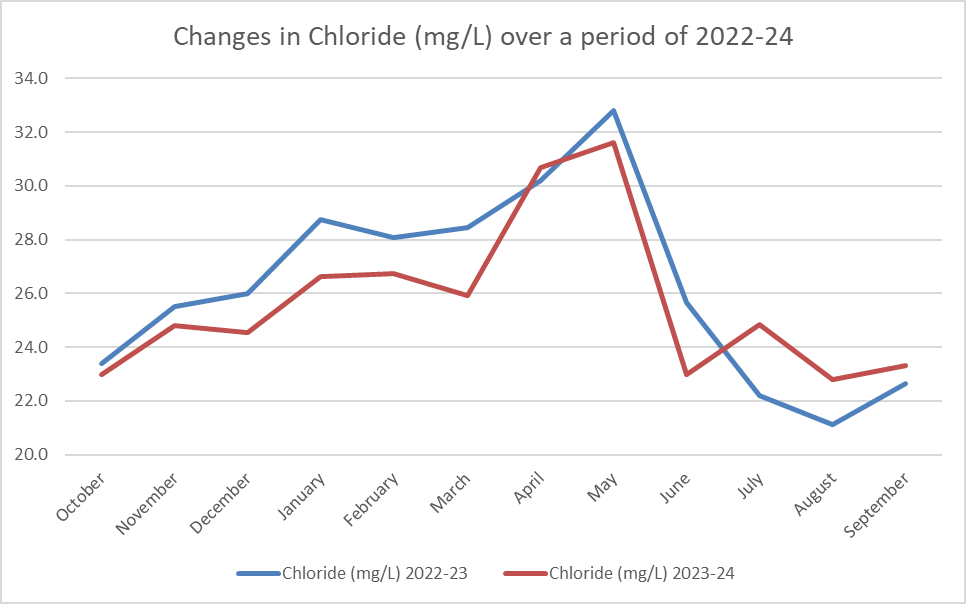 Changes in Chloride (mg/L) over a period of 2022-24
34.0
32.0
30.0
28.0
26.0
24.0
22.0
20.0
October
November
December
January
February
March
April
May
June
July
August
September
Chloride (mg/L) 2022-23
Chloride (mg/L) 2023-24